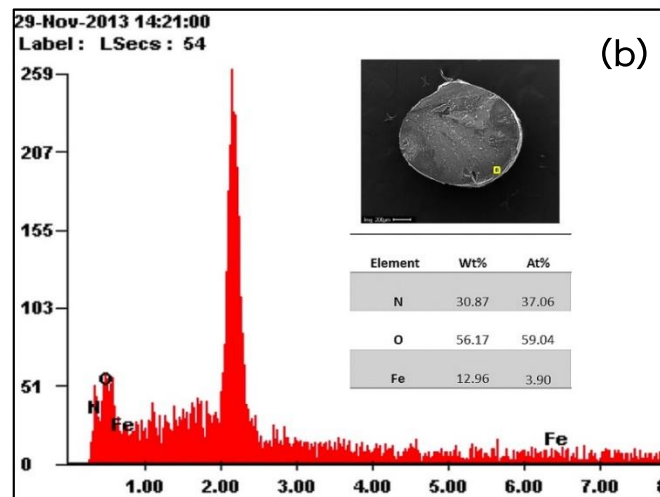 29-Nov-2013 14:21:00
Label : LSecs : 54
(b)
259
207
155
103
51
0
N
O
Fe
Fe
1.00 2.00 3.00 4.00 5.00 6.00 7.00 8
Element Wt% At%
N 30.87 37.06
O 56.17 59.04
Fe 12.96 3.90